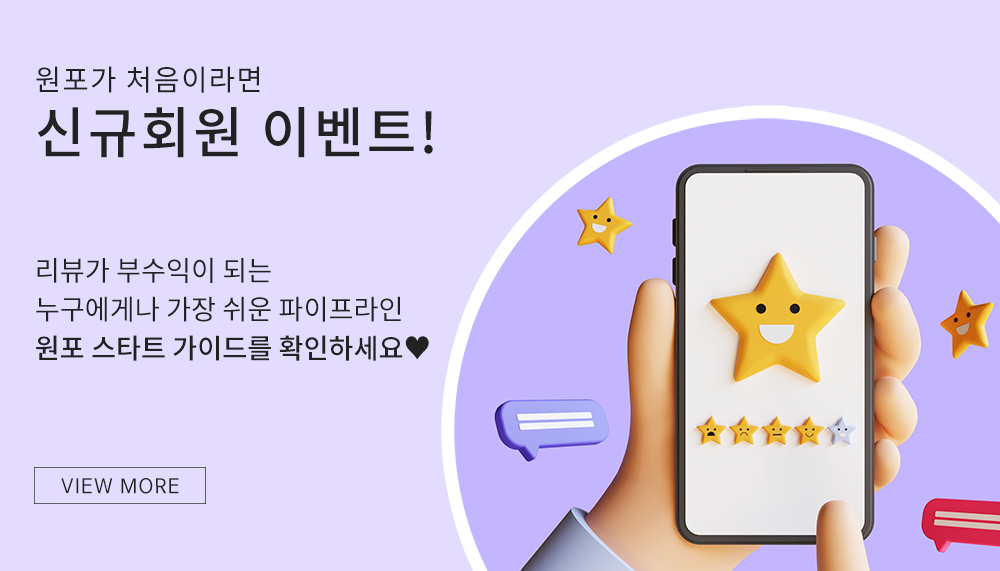 원포가 처음이라면
신규회원 이벤트!
리뷰가 부수익이 되는
누구에게나 가장 쉬운 파이프라인
원포 스타트 가이드를 확인하세요♥
VIEW MORE